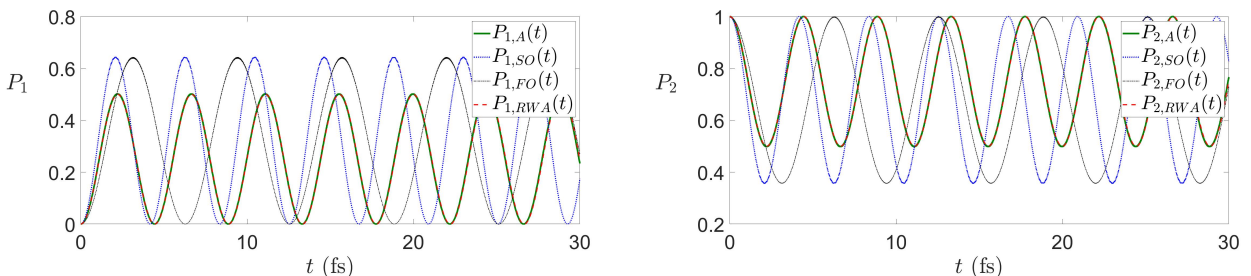 0.8
0.6
0.4
0.2
0
P₁
0 10 20 30
t (fs)
P₁,A(t)
P₁,SO(t)
P₁,FO(t)
P₁,RWA(t)
1
0.8
0.6
0.4
0.2
P₂
0 10 20 30
t (fs)
P₂,A(t)
P₂,SO(t)
P₂,FO(t)
P₂,RWA(t)